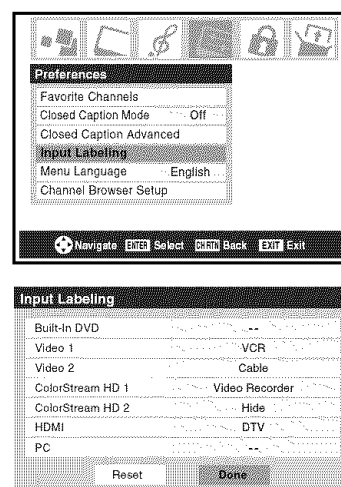 Preferences
Favorite Channels
Closed Caption Mode Off
Closed Caption Advanced
Input Labeling
Menu Language English
Channel Browser Setup
Navigate ENTER Select CH RTN Back EXIT Exit
Input Labeling
Built-In DVD --
Video 1 VCR
Video 2 Cable
ColorStream HD 1 Video Recorder
ColorStream HD 2 Hide
HDMI DTV
PC --
Reset Done